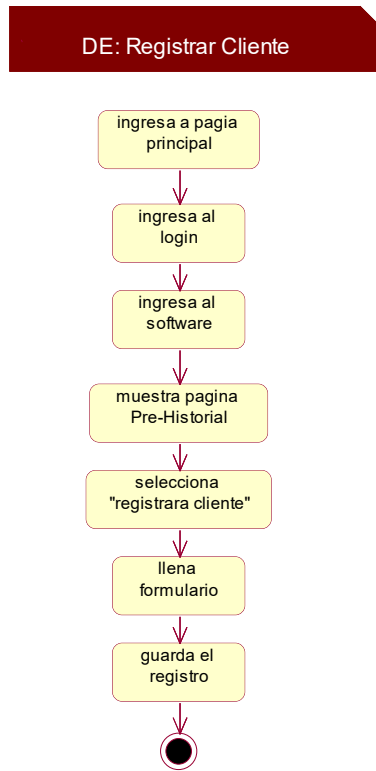 DE: Registrar Cliente
ingresa a pagia
principal
ingresa al
login
ingresa al
software
muestra pagina
Pre-Historial
selecciona
"registrara cliente"
llena
formulario
guarda el
registro